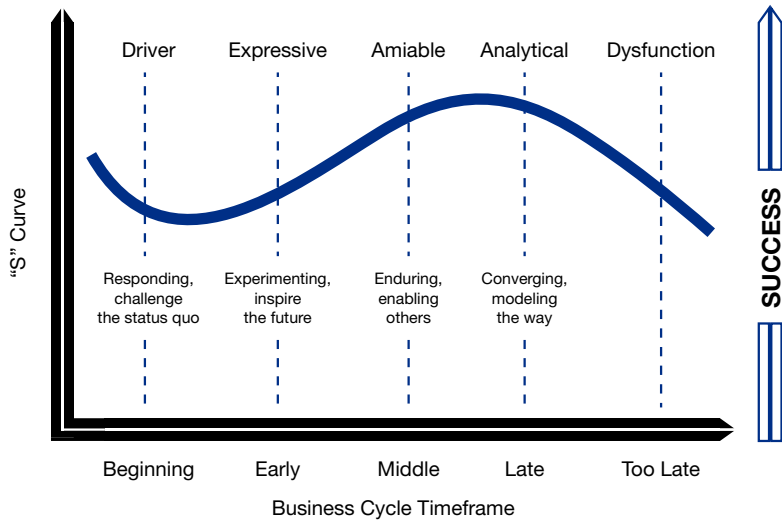 Driver
Expressive
Amiable
Analytical
Dysfunction
“S” Curve
SUCCESS
Responding,
challenge
the status quo
Experimenting,
inspire
the future
Enduring,
enabling
others
Converging,
modeling
the way
Beginning
Early
Middle
Late
Too Late
Business Cycle Timeframe